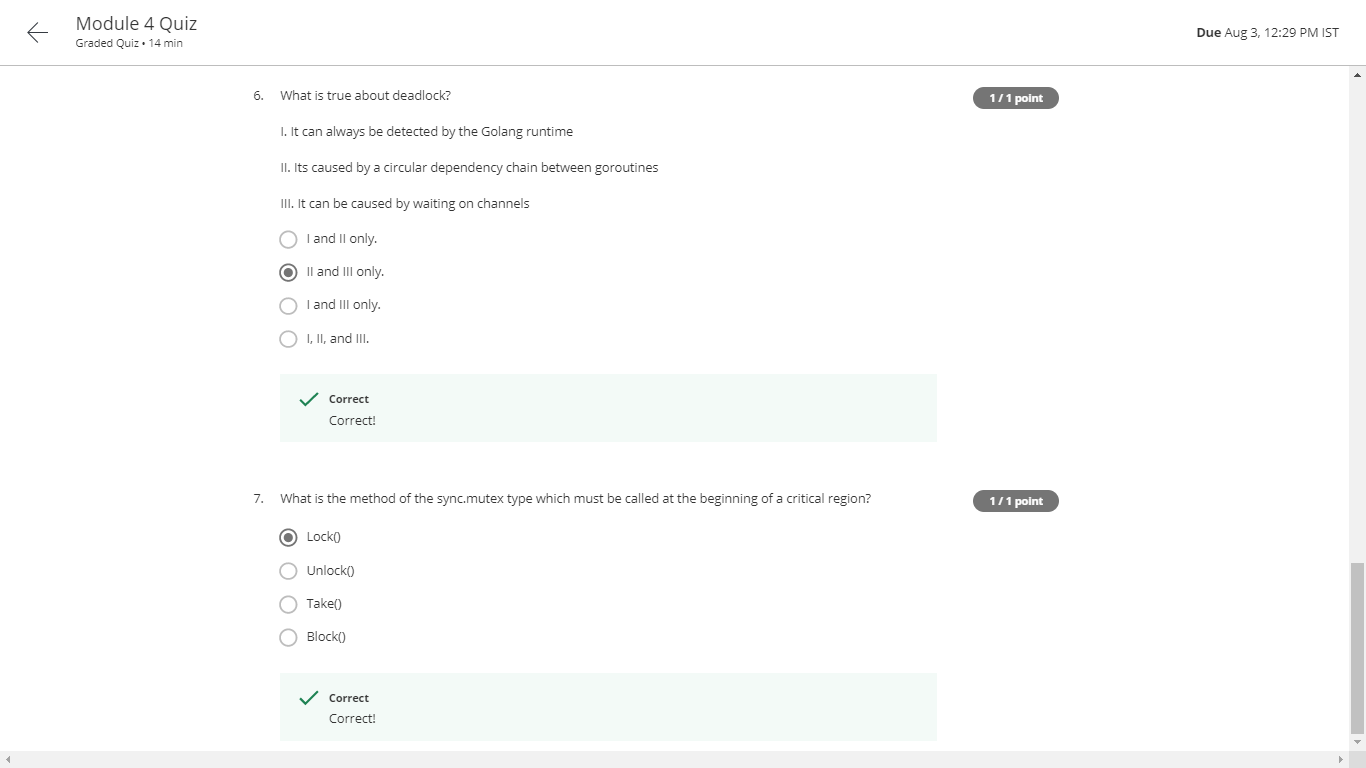 Module 4 Quiz
Graded Quiz • 14 min
Due Aug 3, 12:29 PM IST
6. What is true about deadlock?
1 / 1 point
I. It can always be detected by the Golang runtime
II. Its caused by a circular dependency chain between goroutines
III. It can be caused by waiting on channels
I and II only.
II and III only.
I and III only.
I, II, and III.
Correct
Correct!
7. What is the method of the sync.mutex type which must be called at the beginning of a critical region?
1 / 1 point
Lock()
Unlock()
Take()
Block()
Correct
Correct!